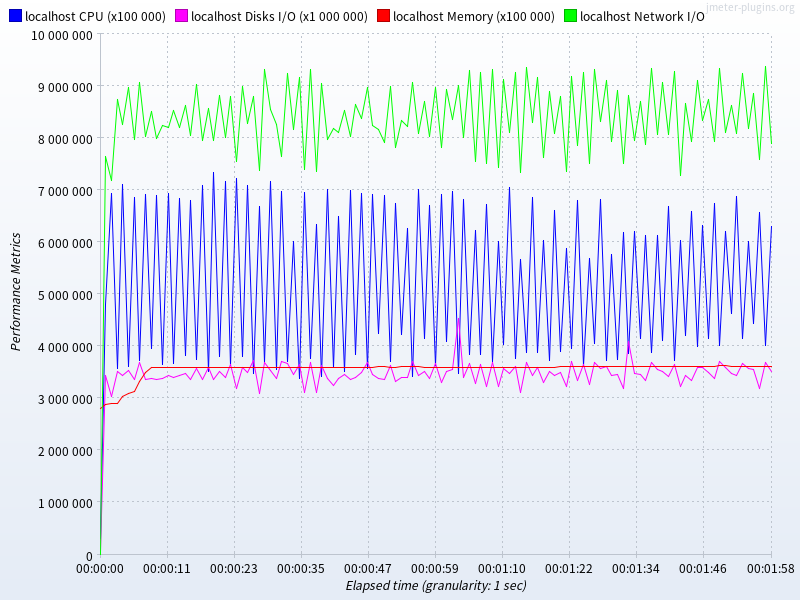 jmeter-plugins.org
localhost CPU (x100 000) localhost Disks I/O (x1 000 000) localhost Memory (x100 000) localhost Network I/O
10 000 000
9 000 000
8 000 000
7 000 000
6 000 000
5 000 000
4 000 000
3 000 000
2 000 000
1 000 000
0
Performance Metrics
00:00:00 00:00:11 00:00:23 00:00:35 00:00:47 00:00:59 00:01:10 00:01:22 00:01:34 00:01:46 00:01:58
Elapsed time (granularity: 1 sec)